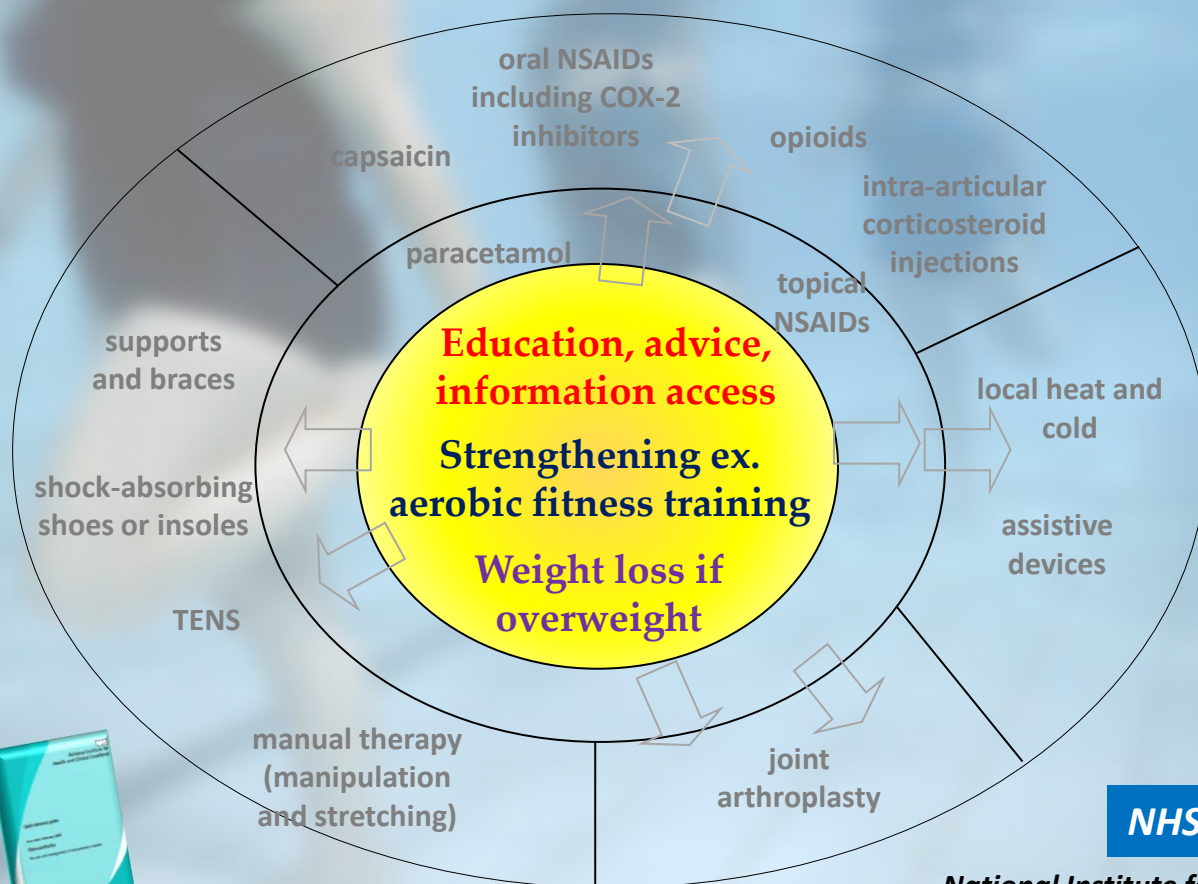 oral NSAIDs
including COX-2
inhibitors
capsaicin
opioids
intra-articular
corticosteroid
injections
paracetamol
topical
NSAIDs
supports
and braces
Education, advice,
information access
local heat and
cold
Strengthening ex.
aerobic fitness training
shock-absorbing
shoes or insoles
assistive
devices
Weight loss if
overweight
TENS
manual therapy
(manipulation
and stretching)
joint
arthroplasty
NHS
National Institute f